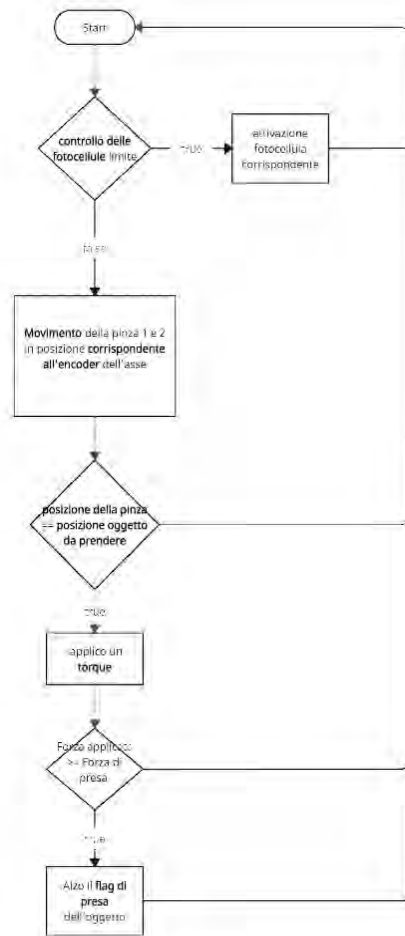 Start
controllo delle
fotocellule limite
true
attivazione
fotocellula
corrispondente
false
Movimento della pinza 1 e 2
in posizione corrispondente
all'encoder dell'asse
posizione della pinza
== posizione oggetto
da prendere
true
applico un
torque
Forza applico
>= Forza di
presa
true
Alzo il flag di
presa
dell'oggetto